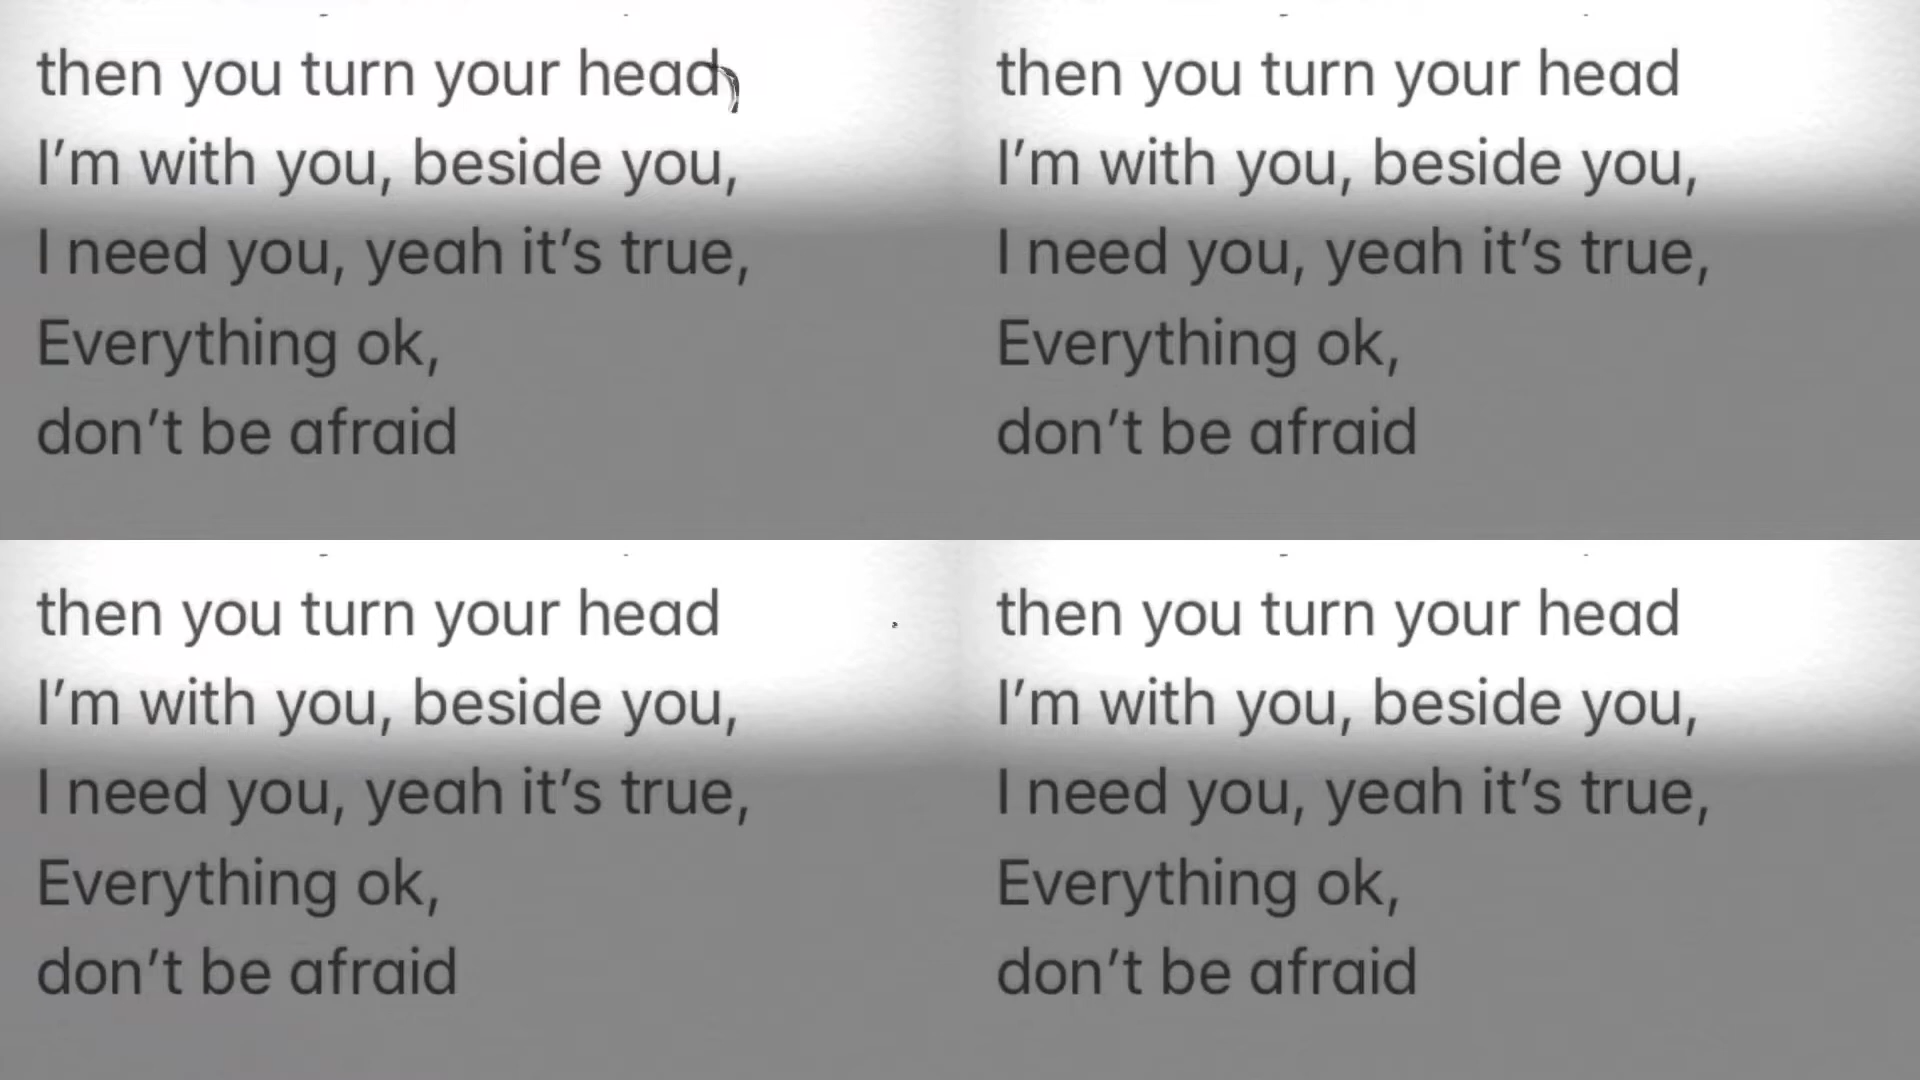 then you turn your head
I’m with you, beside you,
I need you, yeah it’s true,
Everything ok,
don’t be afraid
then you turn your head
I’m with you, beside you,
I need you, yeah it’s true,
Everything ok,
don’t be afraid
then you turn your head
I’m with you, beside you,
I need you, yeah it’s true,
Everything ok,
don’t be afraid
then you turn your head
I’m with you, beside you,
I need you, yeah it’s true,
Everything ok,
don’t be afraid